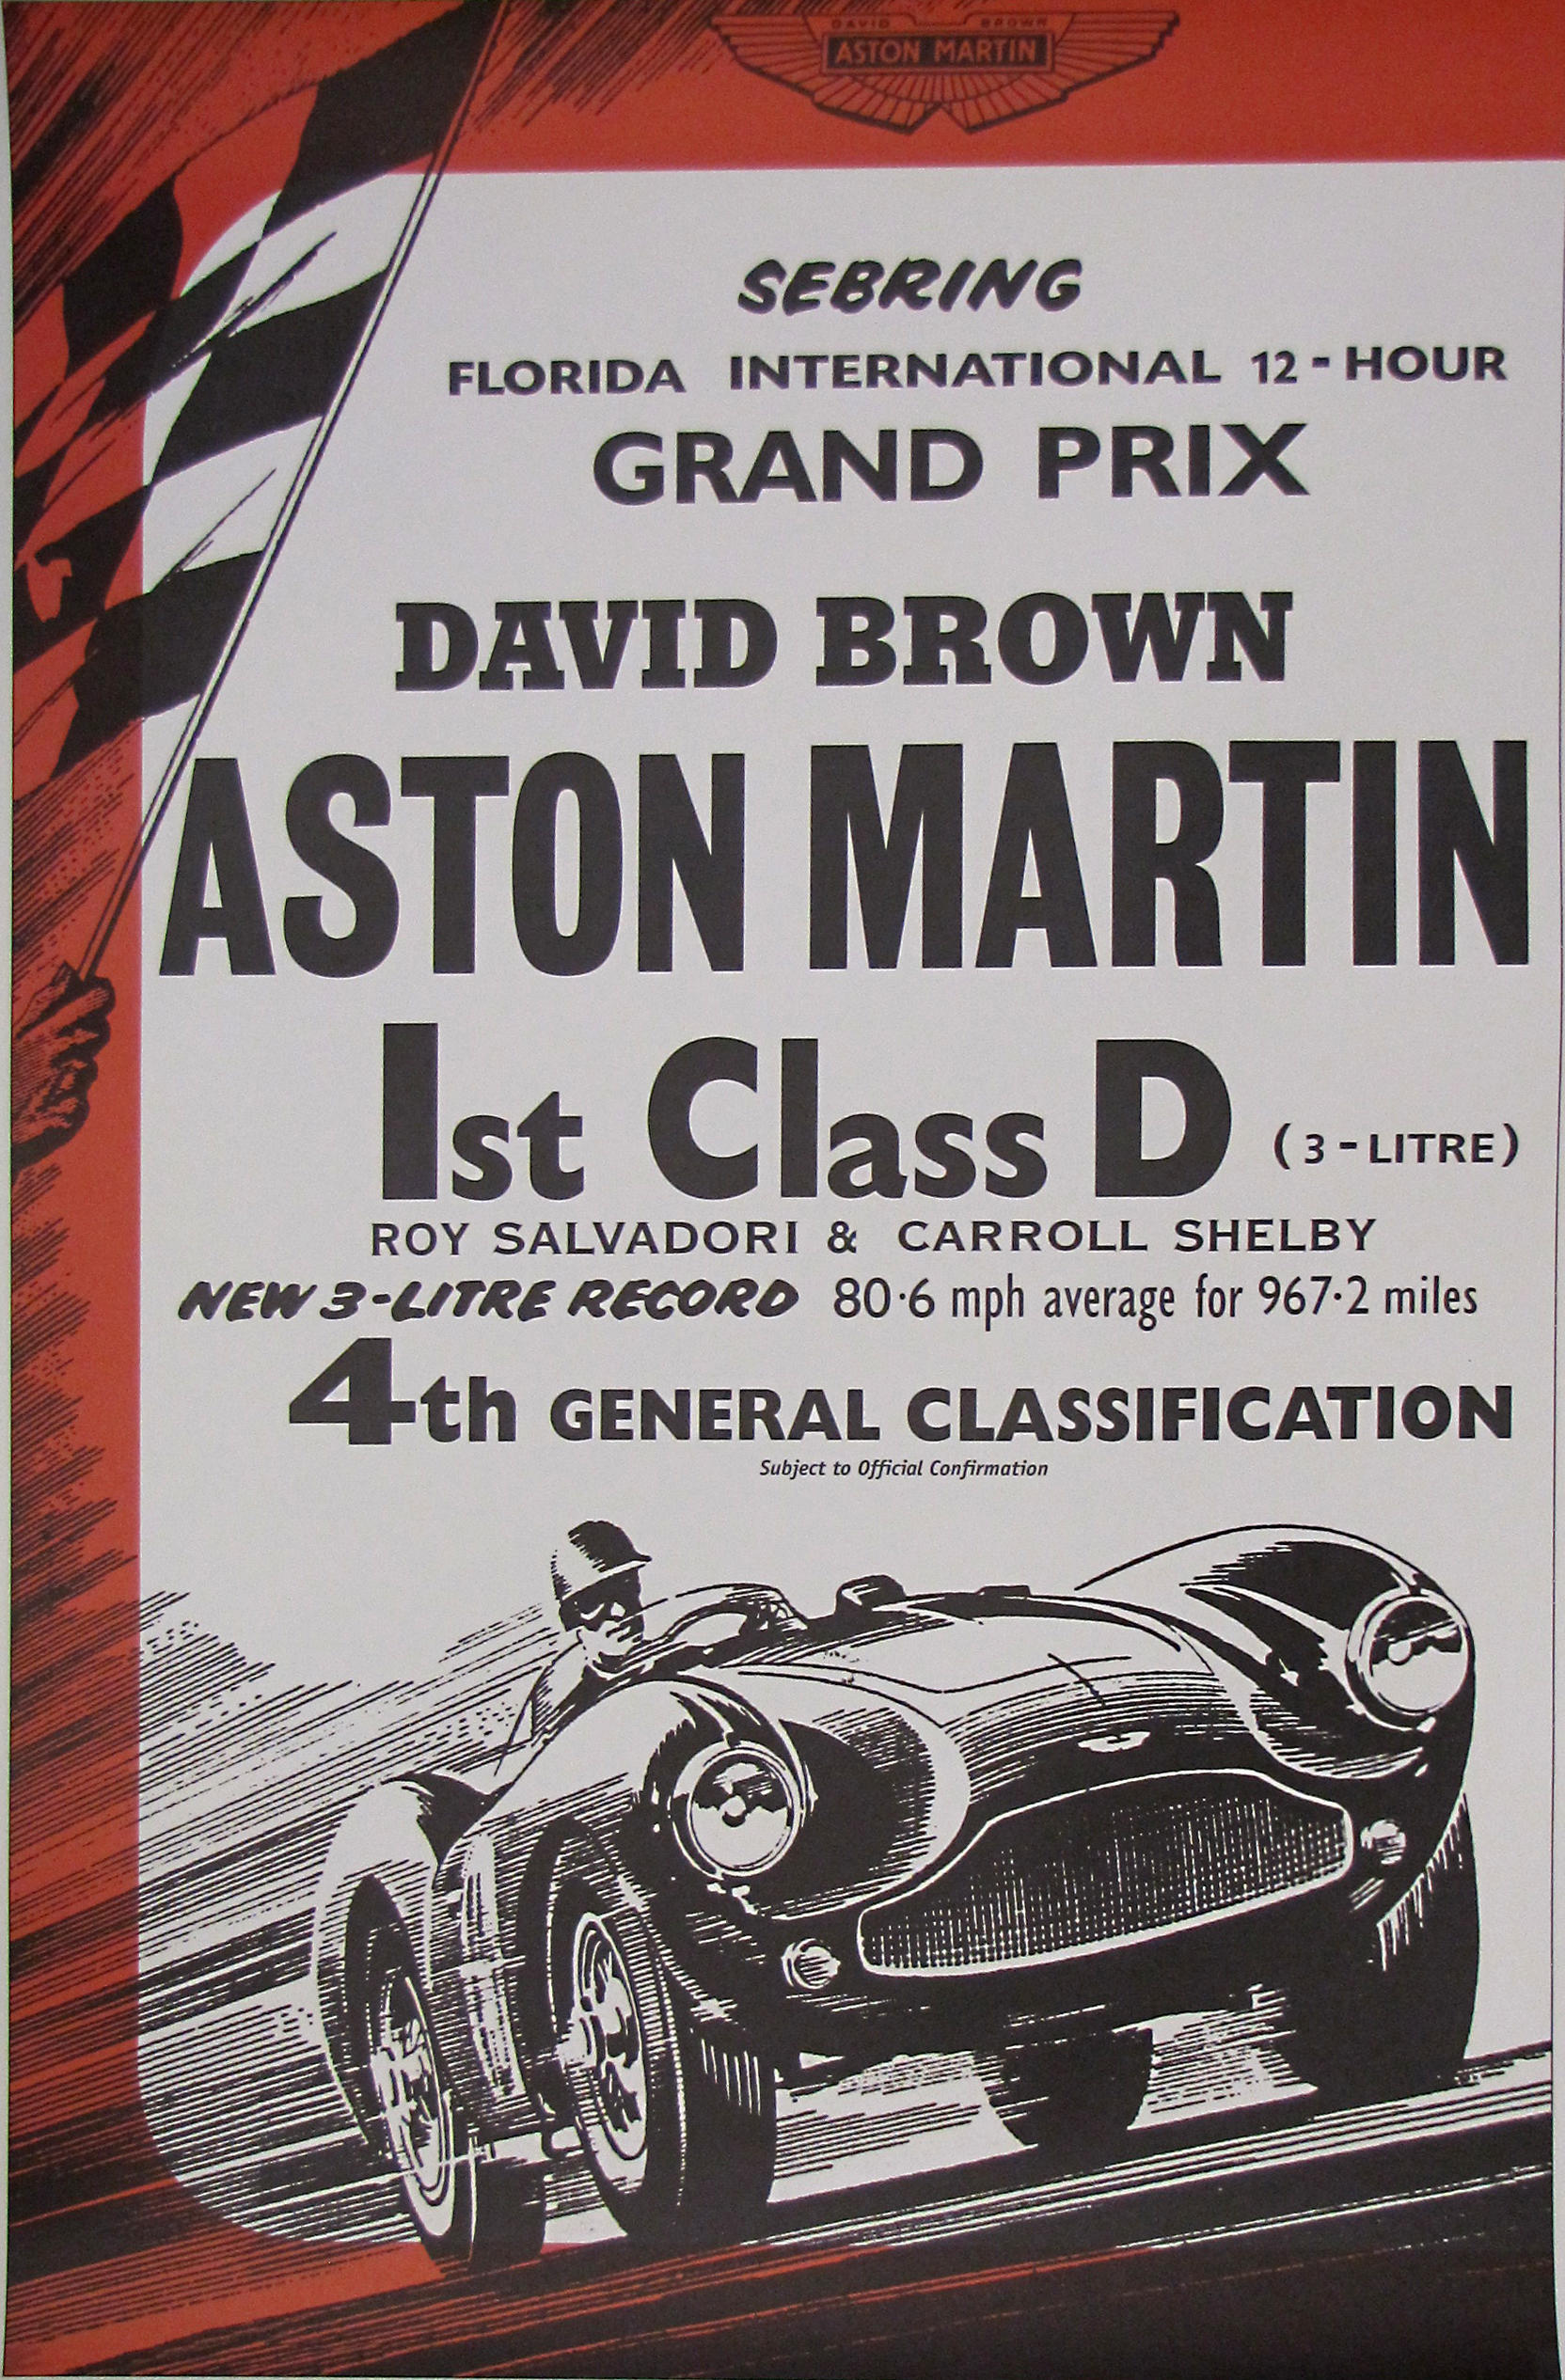 DAVID BROWN
ASTON MARTIN
SEBRING
FLORIDA INTERNATIONAL 12-HOUR
GRAND PRIX
DAVID BROWN
ASTON MARTIN
1st Class D (3-LITRE)
ROY SALVADORI & CARROLL SHELBY
NEW 3-LITRE RECORD 80·6 mph average for 967·2 miles
4th GENERAL CLASSIFICATION
Subject to Official Confirmation